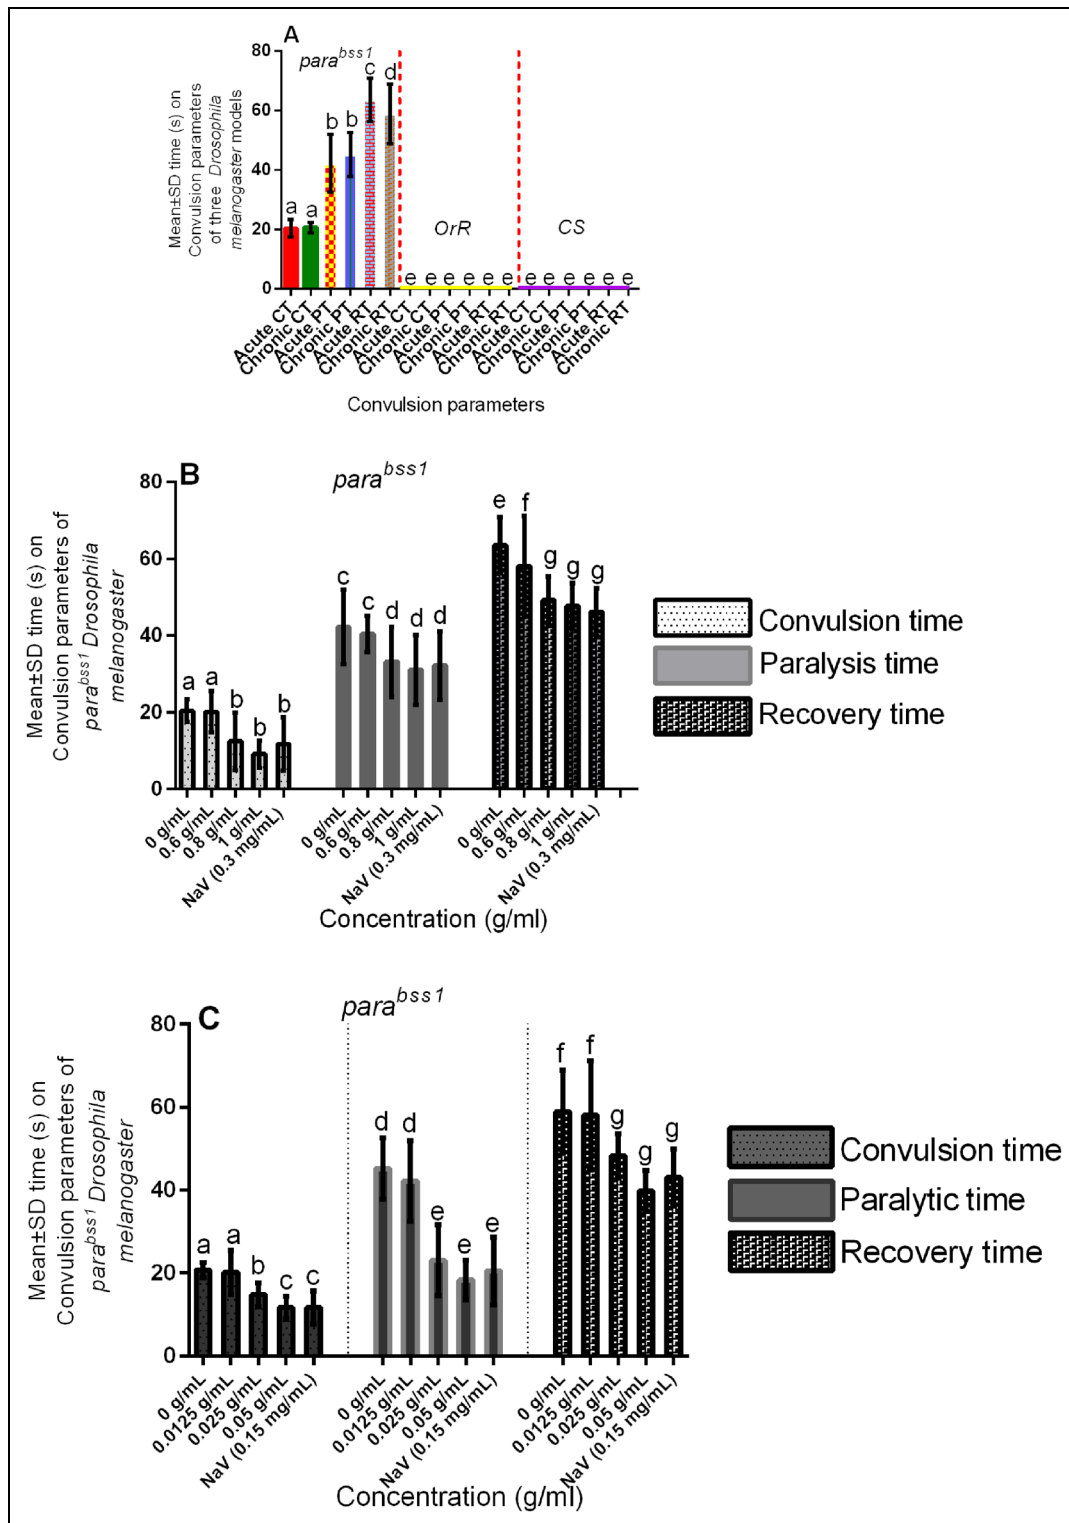 A
para^bss1
Mean±SD time (s) on
Convulsion parameters
of three Drosophila
melanogaster models
80
60
40
20
0
a a b b c d
OrR
CS
e e e e e e e e e e e e
Acute CT
Chronic CT
Acute PT
Chronic PT
Acute RT
Chronic RT
Acute CT
Chronic CT
Acute PT
Chronic PT
Acute RT
Chronic RT
Acute CT
Chronic CT
Acute PT
Chronic PT
Acute RT
Chronic RT
Convulsion parameters
B
para^bss1
Mean±SD time (s) on
Convulsion parameters of
para^bss1 Drosophila
melanogaster
80
60
40
20
0
a a b b b
c c d d d
e f g g g
0 g/mL
0.6 g/mL
0.8 g/mL
1 g/mL
NaV (0.3 mg/mL)
0 g/mL
0.6 g/mL
0.8 g/mL
1 g/mL
NaV (0.3 mg/mL)
0 g/mL
0.6 g/mL
0.8 g/mL
1 g/mL
NaV (0.3 mg/mL)
Concentration (g/ml)
Convulsion time
Paralysis time
Recovery time
C
para^bss1
Mean±SD time (s) on
Convulsion parameters of
para^bss1 Drosophila
melanogaster
80
60
40
20
0
a a b c c
d d e e e
f f g g g
0 g/mL
0.0125 g/mL
0.025 g/mL
0.05 g/mL
NaV (0.15 mg/mL)
0 g/mL
0.0125 g/mL
0.025 g/mL
0.05 g/mL
NaV (0.15 mg/mL)
0 g/mL
0.0125 g/mL
0.025 g/mL
0.05 g/mL
NaV (0.15 mg/mL)
Concentration (g/ml)
Convulsion time
Paralytic time
Recovery time